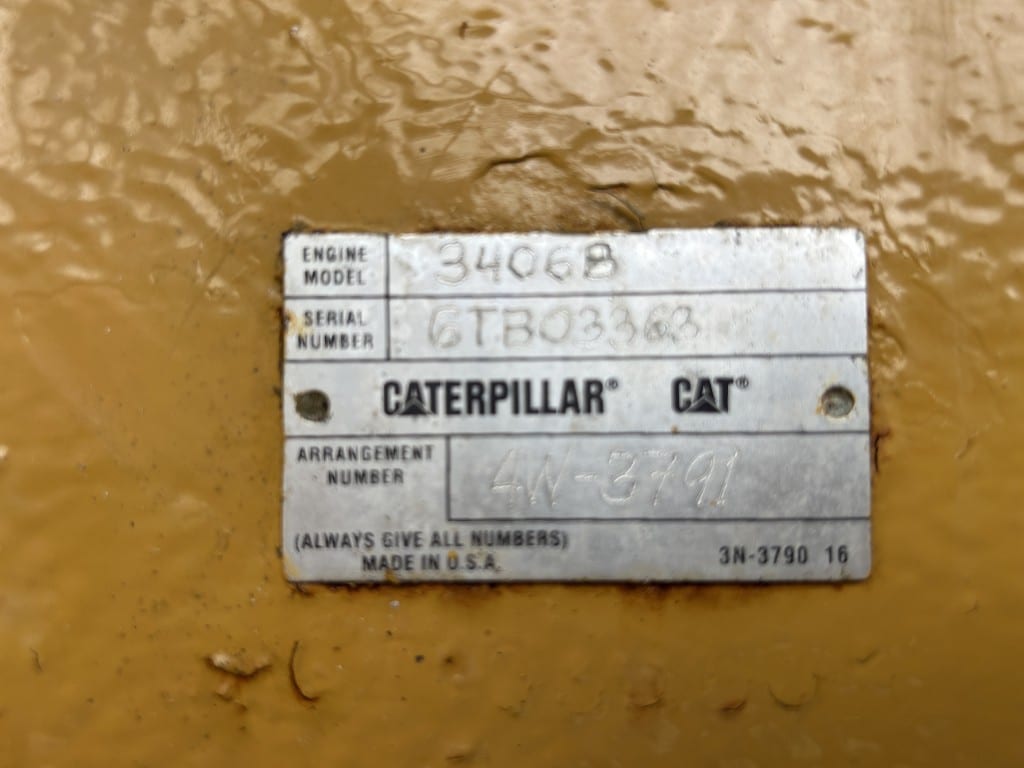 ENGINE MODEL 3406B
SERIAL NUMBER 6TB03363
CATERPILLAR® CAT®
ARRANGEMENT NUMBER 4W-3791
(ALWAYS GIVE ALL NUMBERS)
MADE IN U.S.A. 3N-3790 16